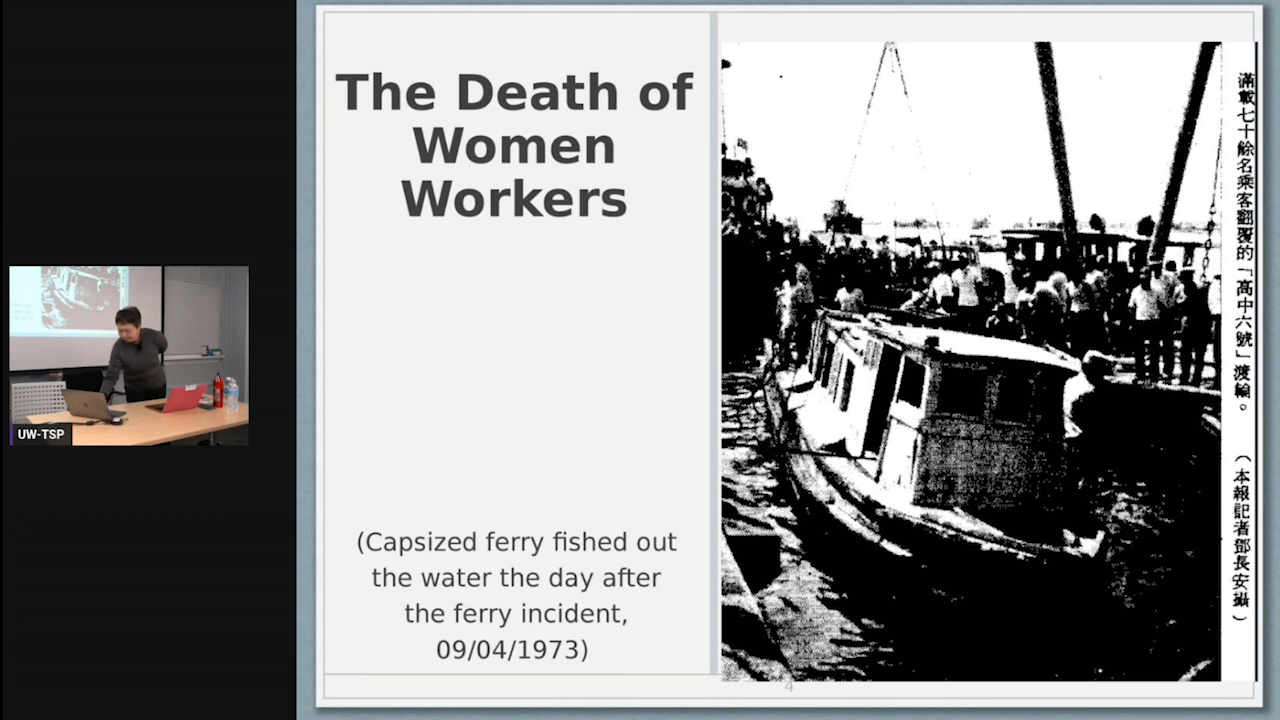 The Death of
Women
Workers
(Capsized ferry fished out
the water the day after
the ferry incident,
09/04/1973)
滿載七十餘名乘客翻覆的「高中六號」渡輪。
（本報記者鄧長安攝）
4
UW-TSP